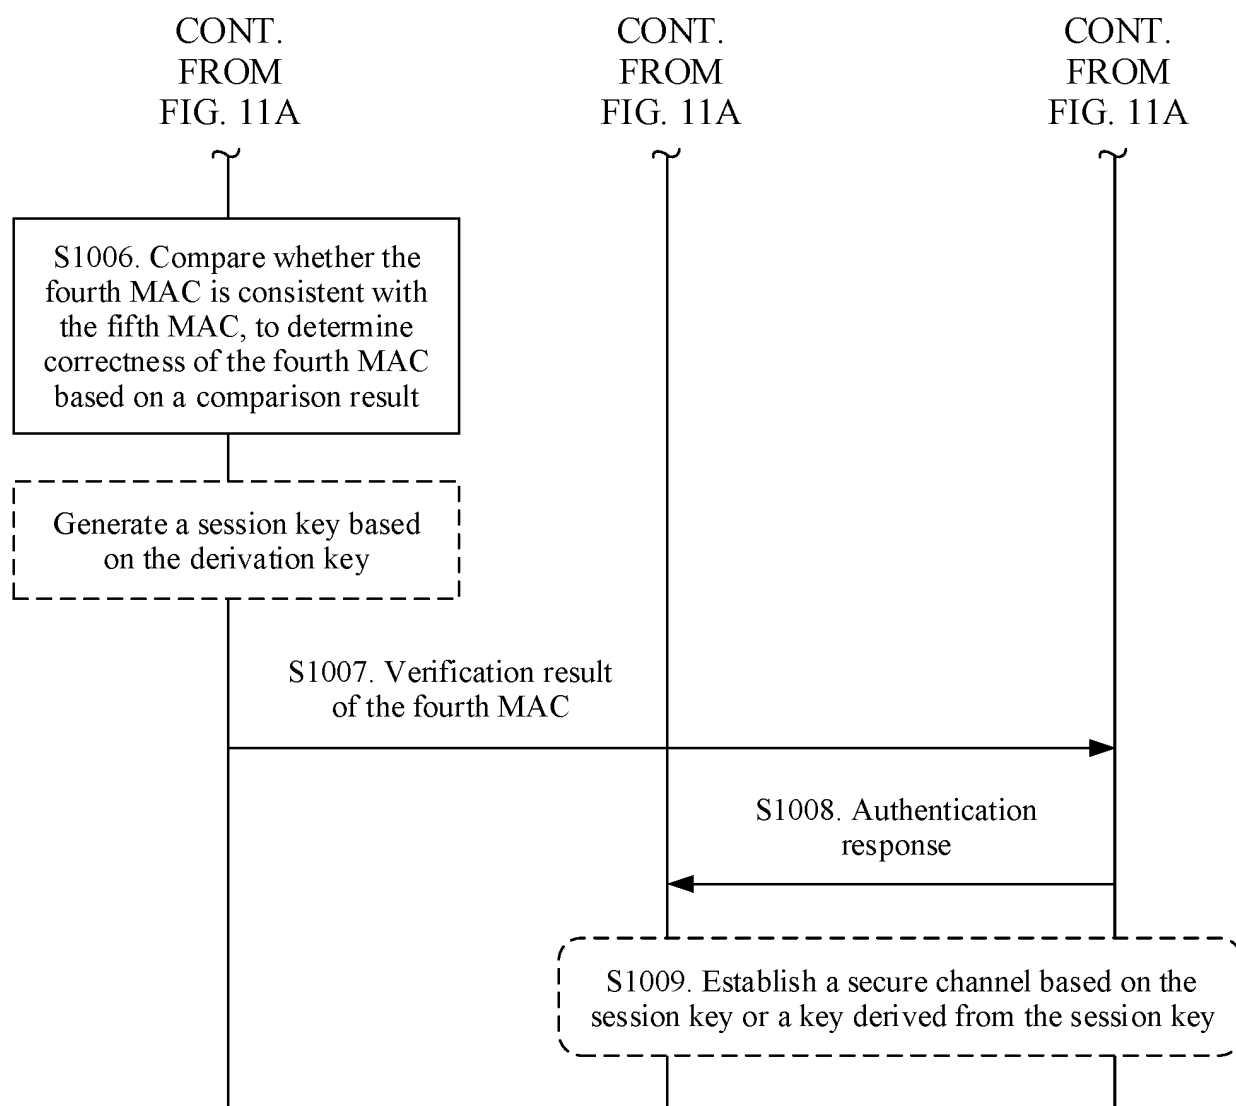 CONT.
FROM
FIG. 11A
CONT.
FROM
FIG. 11A
CONT.
FROM
FIG. 11A
S1006. Compare whether the
fourth MAC is consistent with
the fifth MAC, to determine
correctness of the fourth MAC
based on a comparison result
Generate a session key based
on the derivation key
S1007. Verification result
of the fourth MAC
S1008. Authentication
response
S1009. Establish a secure channel based on the
session key or a key derived from the session key